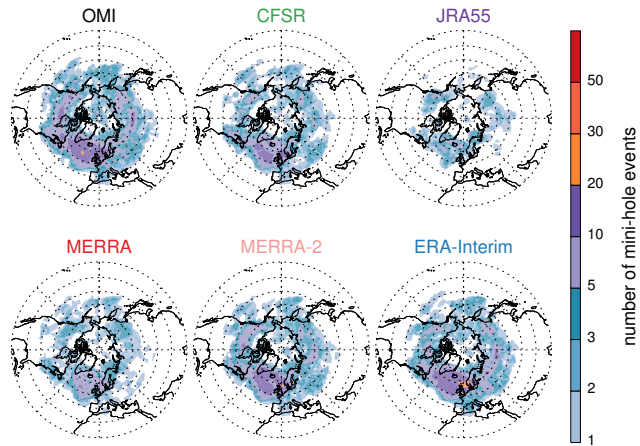 OMI CFSR JRA55
MERRA MERRA-2 ERA-Interim
50
30
20
10
5
3
2
1
number of mini-hole events